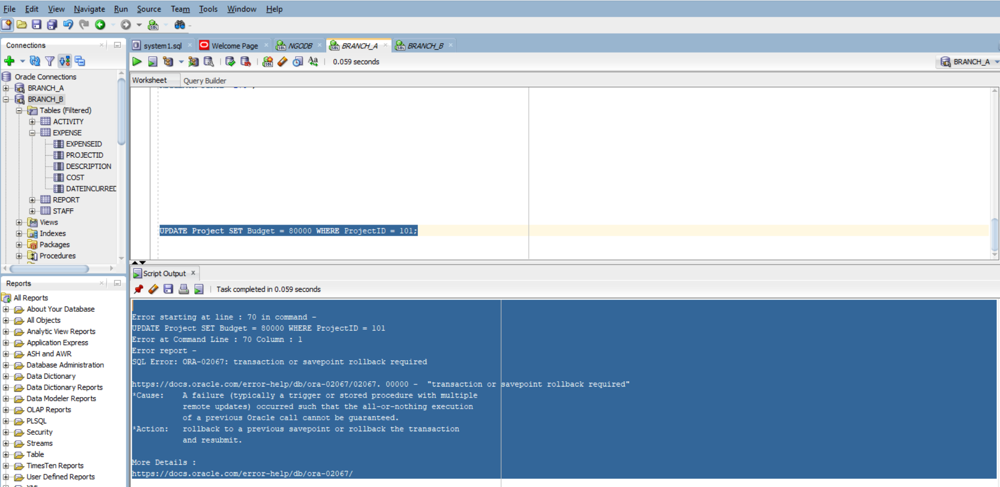 File Edit View Navigate Run Source Team Tools Window Help
Connections
system1.sql Welcome Page NGODB BRANCH_A BRANCH_B
0.059 seconds
BRANCH_A
Worksheet Query Builder
Oracle Connections
BRANCH_A
BRANCH_B
Tables (Filtered)
ACTIVITY
EXPENSE
EXPENSEID
PROJECTID
DESCRIPTION
COST
DATEINCURRED
REPORT
STAFF
Views
Indexes
Packages
Procedures
UPDATE Project SET Budget = 80000 WHERE ProjectID = 101;
Reports
All Reports
About Your Database
All Objects
Analytic View Reports
Application Express
ASH and AWR
Database Administration
Data Dictionary
Data Dictionary Reports
Data Modeler Reports
OLAP Reports
PLSQL
Security
Streams
Table
TimesTen Reports
User Defined Reports
XML
Script Output
Task completed in 0.059 seconds
Error starting at line : 70 in command -
UPDATE Project SET Budget = 80000 WHERE ProjectID = 101
Error at Command Line : 70 Column : 1
Error report -
SQL Error: ORA-02067: transaction or savepoint rollback required
https://docs.oracle.com/error-help/db/ora-02067/02067. 00000 - "transaction or savepoint rollback required"
*Cause: A failure (typically a trigger or stored procedure with multiple
remote updates) occurred such that the all-or-nothing execution
of a previous Oracle call cannot be guaranteed.
*Action: rollback to a previous savepoint or rollback the transaction
and resubmit.
More Details :
https://docs.oracle.com/error-help/db/ora-02067/